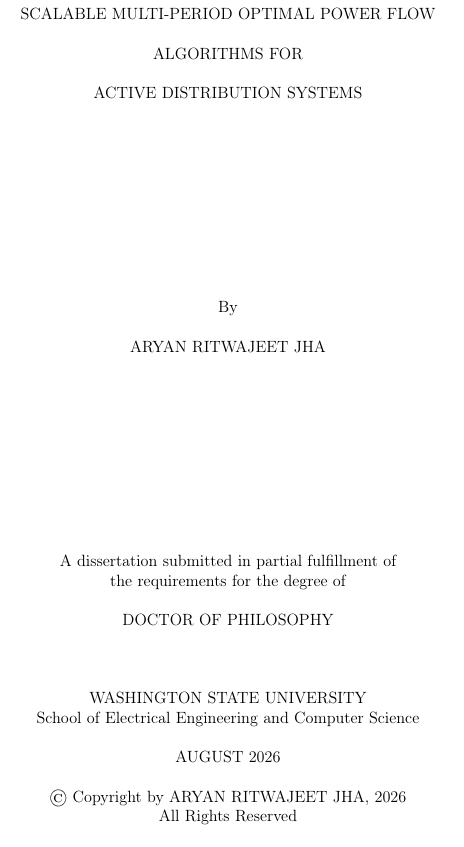 SCALABLE MULTI-PERIOD OPTIMAL POWER FLOW
ALGORITHMS FOR
ACTIVE DISTRIBUTION SYSTEMS
By
ARYAN RITWAJEET JHA
A dissertation submitted in partial fulfillment of
the requirements for the degree of
DOCTOR OF PHILOSOPHY
WASHINGTON STATE UNIVERSITY
School of Electrical Engineering and Computer Science
AUGUST 2026
© Copyright by ARYAN RITWAJEET JHA, 2026
All Rights Reserved